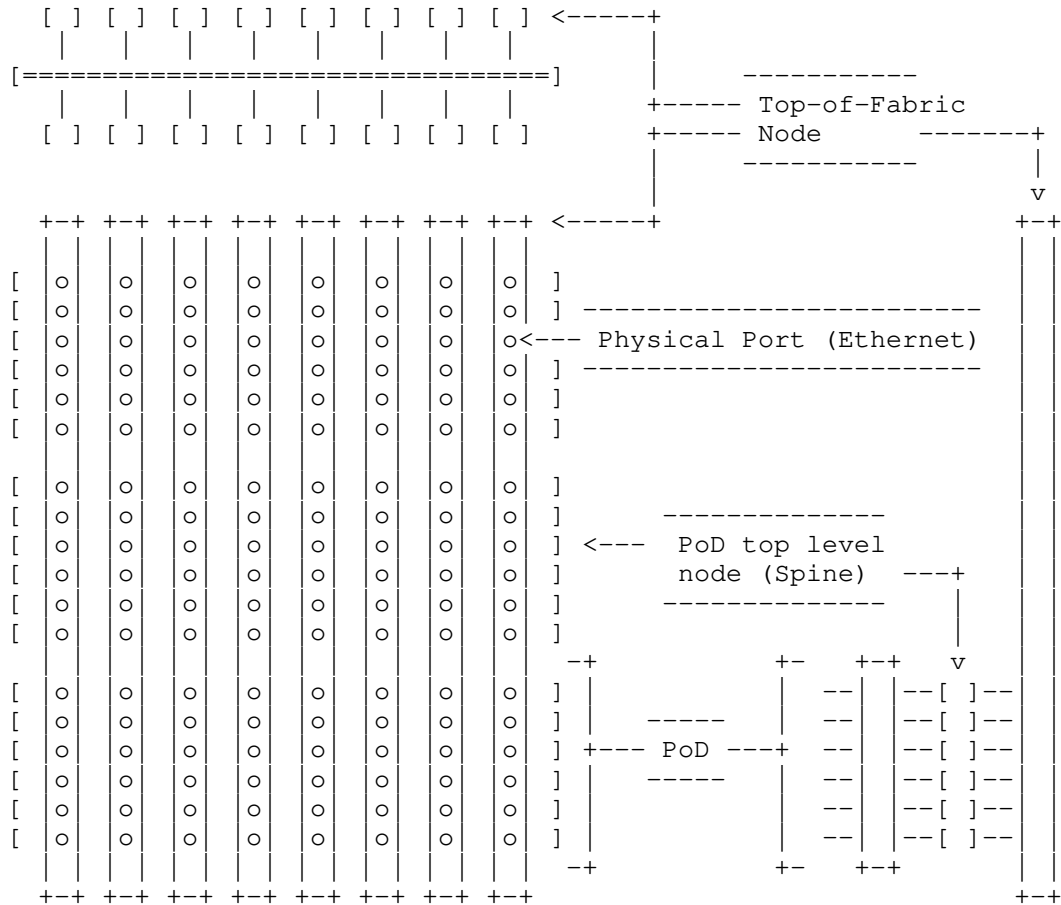 Top-of-Fabric
Node
Physical Port (Ethernet)
PoD top level
node (Spine)
PoD